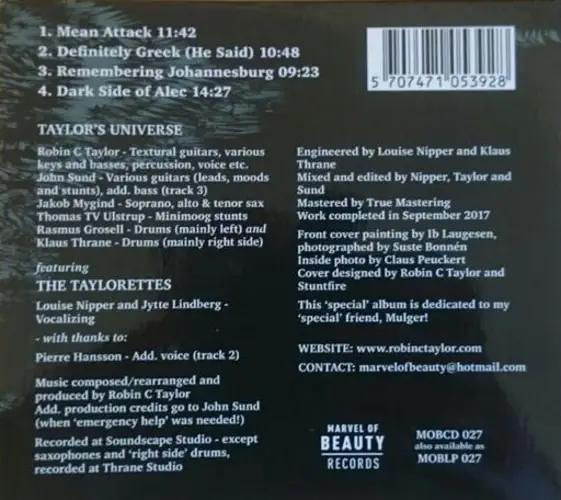 1. Mean Attack 11:42
2. Definitely Greek (He Said) 10:48
3. Remembering Johannesburg 09:23
4. Dark Side of Alec 14:27
5 707471 053928
TAYLOR'S UNIVERSE
Robin C Taylor - Textural guitars, various
keys and basses, percussion, voice etc.
John Sund - Various guitars (leads, moods
and stunts), add. bass (track 3)
Jakob Mygind - Soprano, alto & tenor sax
Thomas TV Ulstrup - Minimoog stunts
Rasmus Grosell - Drums (mainly left) and
Klaus Thrane - Drums (mainly right side)
featuring
THE TAYLORETTES
Louise Nipper and Jytte Lindberg -
Vocalizing
- with thanks to:
Pierre Hansson - Add. voice (track 2)
Music composed/rearranged and
produced by Robin C Taylor
Add. production credits go to John Sund
(when 'emergency help' was needed!)
Recorded at Soundscape Studio - except
saxophones and 'right side' drums,
recorded at Thrane Studio
Engineered by Louise Nipper and Klaus
Thrane
Mixed and edited by Nipper, Taylor and
Sund
Mastered by True Mastering
Work completed in September 2017
Front cover painting by Ib Laugesen,
photographed by Suste Bonnén
Inside photo by Claus Peuckert
Cover designed by Robin C Taylor and
Stuntfire
This 'special' album is dedicated to my
'special' friend, Mulger!
WEBSITE: www.robinctaylor.com
CONTACT: marvelofbeauty@hotmail.com
MARVEL OF
BEAUTY
RECORDS
MOBCD 027
also available as
MOBLP 027